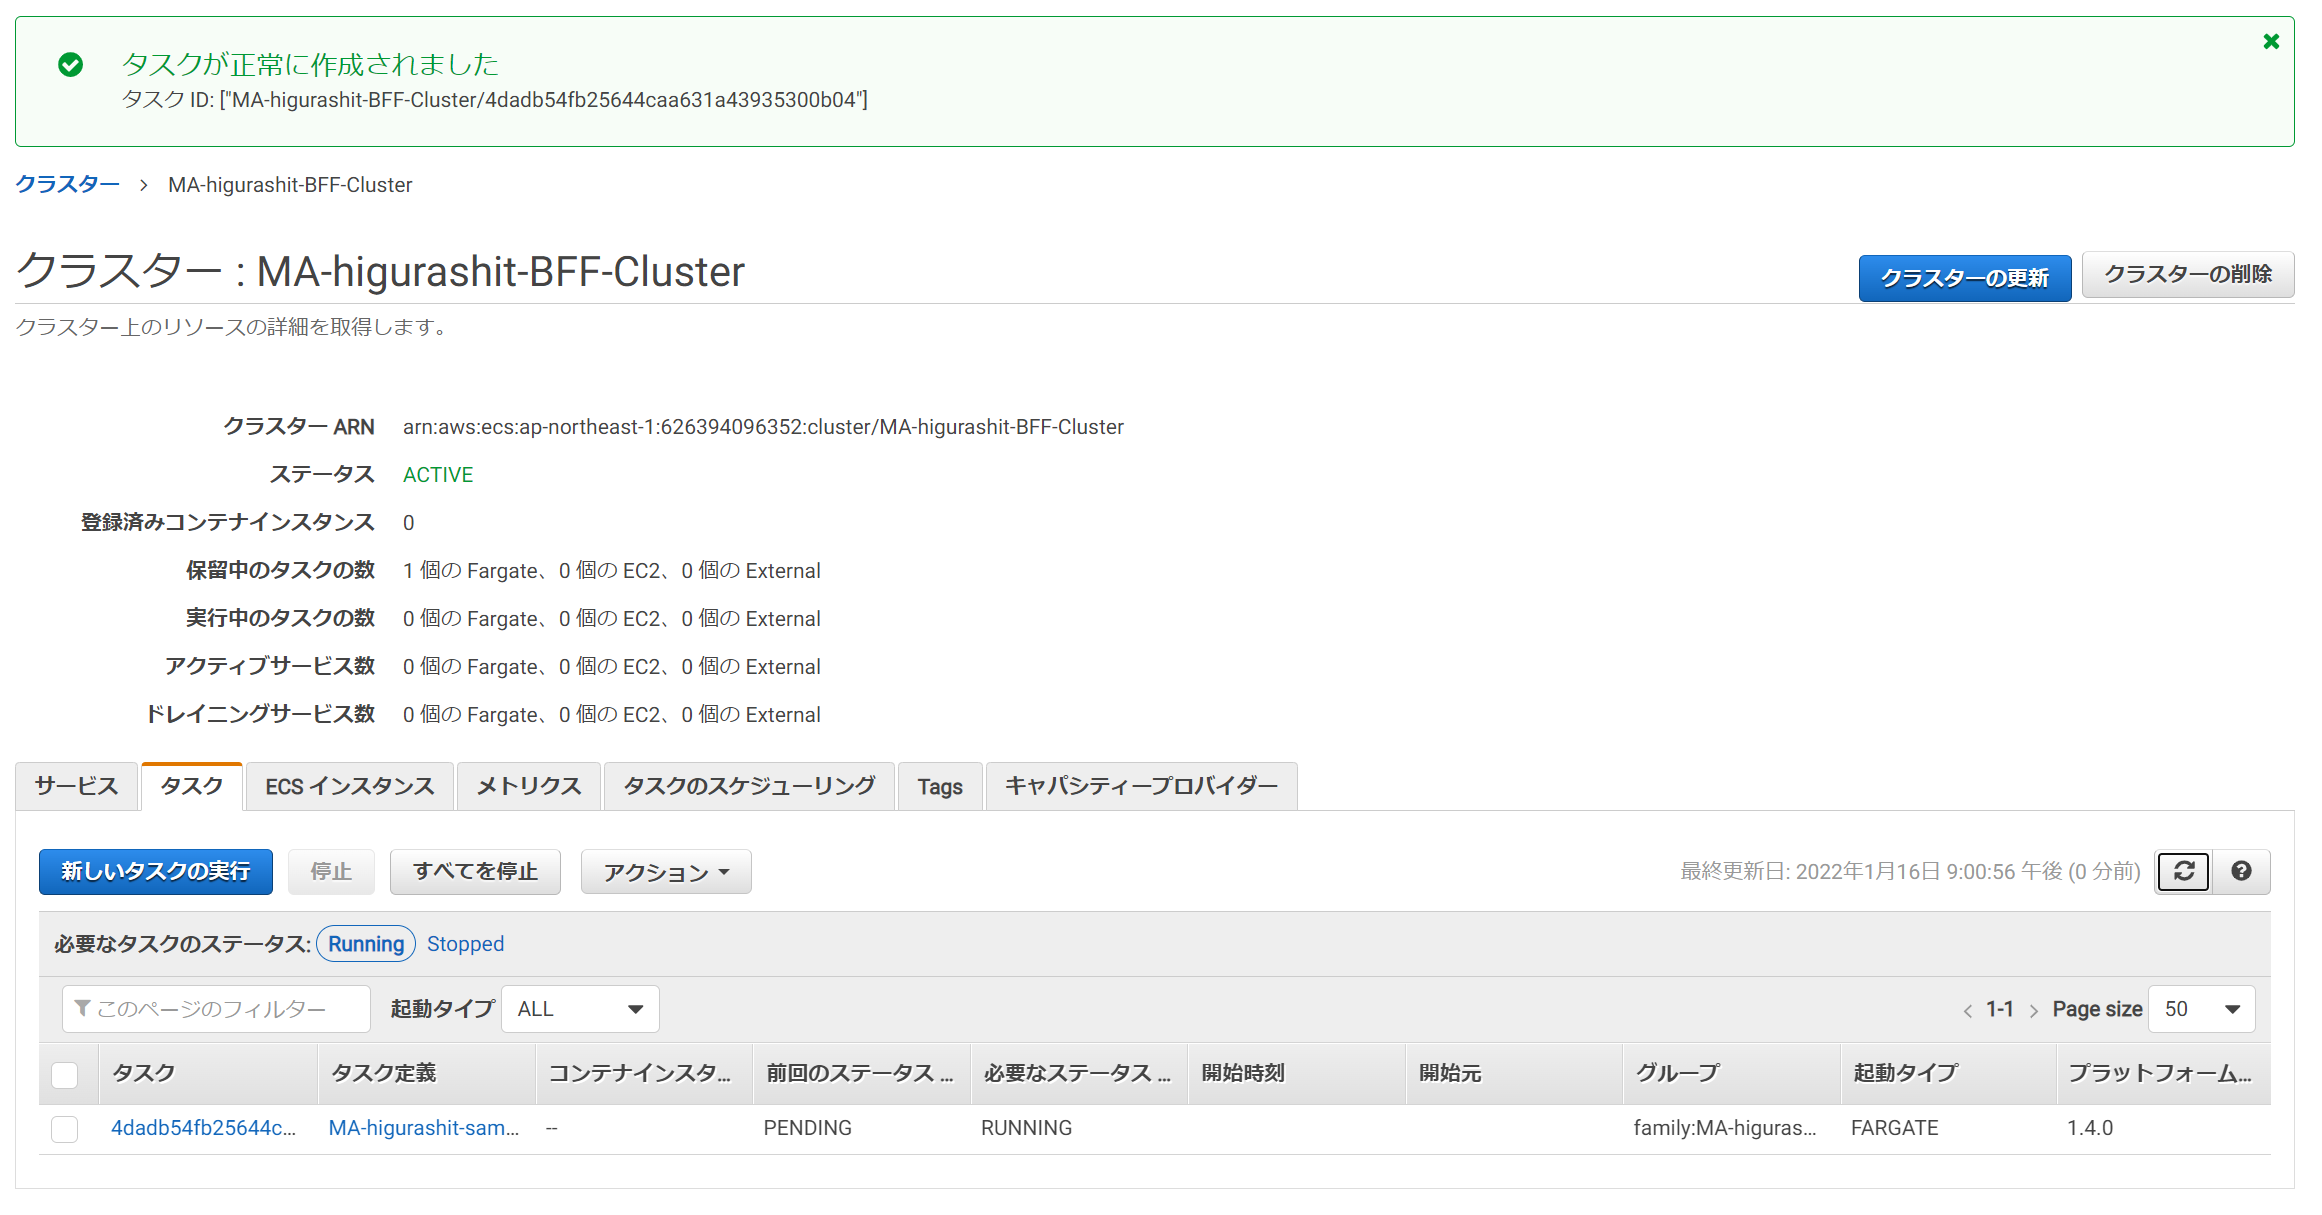 タスクが正常に作成されました
タスク ID: ["MA-higurashit-BFF-Cluster/4dadb54fb25644caa631a43935300b04"]
クラスター > MA-higurashit-BFF-Cluster
クラスター : MA-higurashit-BFF-Cluster
クラスターの更新 クラスターの削除
クラスター上のリソースの詳細を取得します。
クラスター ARN arn:aws:ecs:ap-northeast-1:626394096352:cluster/MA-higurashit-BFF-Cluster
ステータス ACTIVE
登録済みコンテナインスタンス 0
保留中のタスクの数 1 個の Fargate、0 個の EC2、0 個の External
実行中のタスクの数 0 個の Fargate、0 個の EC2、0 個の External
アクティブサービス数 0 個の Fargate、0 個の EC2、0 個の External
ドレイニングサービス数 0 個の Fargate、0 個の EC2、0 個の External
サービス タスク ECS インスタンス メトリクス タスクのスケジューリング Tags キャパシティープロバイダー
新しいタスクの実行 停止 すべてを停止 アクション 最終更新日: 2022年1月16日 9:00:56 午後 (0 分前)
必要なタスクのステータス: Running Stopped
このページのフィルター 起動タイプ ALL < 1-1 > Page size 50
タスク タスク定義 コンテナインスタ... 前回のステータス ... 必要なステータス ... 開始時刻 開始元 グループ 起動タイプ プラットフォーム...
4dadb54fb25644c... MA-higurashit-sam... -- PENDING RUNNING family:MA-higuras... FARGATE 1.4.0